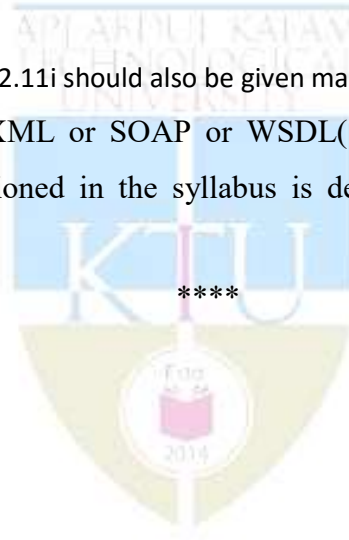 APJ ABDUL KALAM
TECHNOLOGICAL
UNIVERSITY
2.11i should also be given ma
XML or SOAP or WSDL(
ioned in the syllabus is de
KTU
****
Estd.
2014